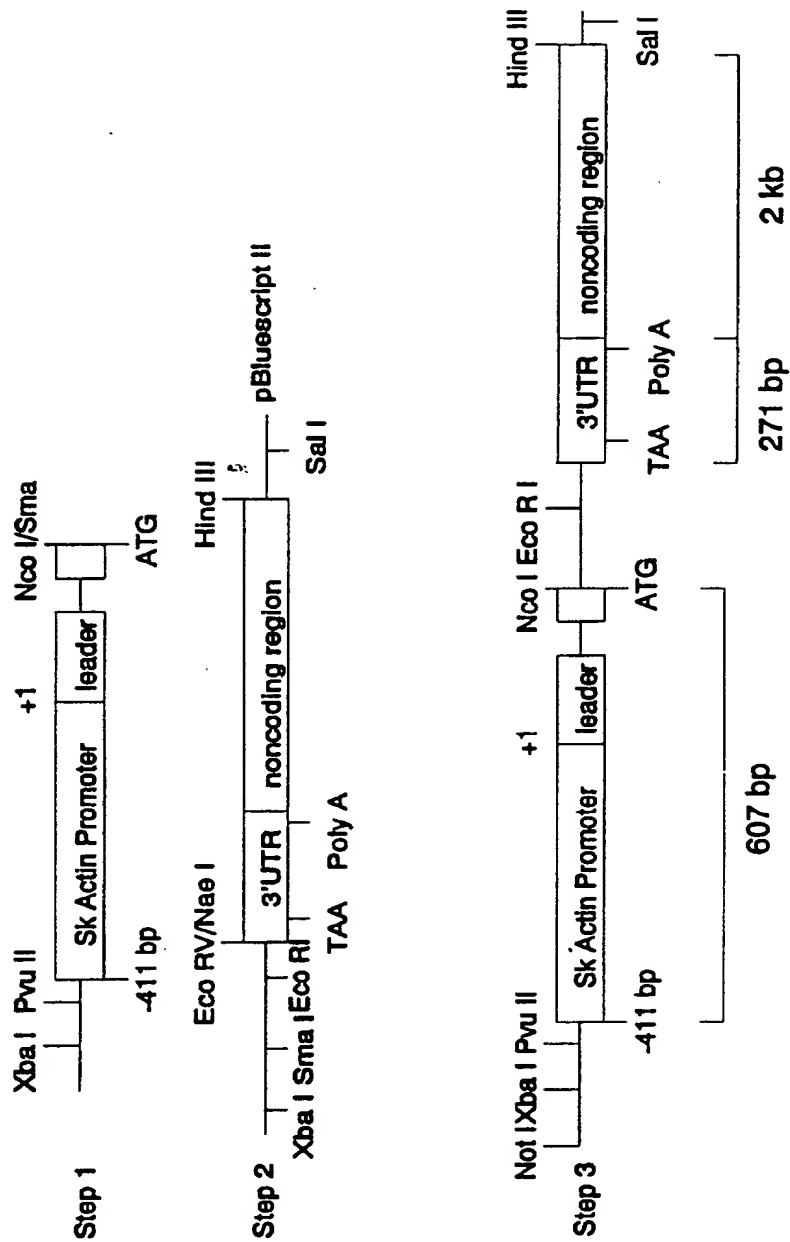 Step 1
Xba I Pvu II
+1
Nco I/Sma
Sk Actin Promoter
leader
-411 bp
ATG
Step 2
Eco RV/Nae I
Hind III
pBluescript II
3'UTR
noncoding region
Xba I Sma I Eco RI
TAA Poly A
Sal I
Step 3
Not I Xba I Pvu II
+1
Nco I Eco R I
Hind III
Sk Actin Promoter
leader
3'UTR
noncoding region
-411 bp
ATG
TAA Poly A
Sal I
607 bp
271 bp
2 kb